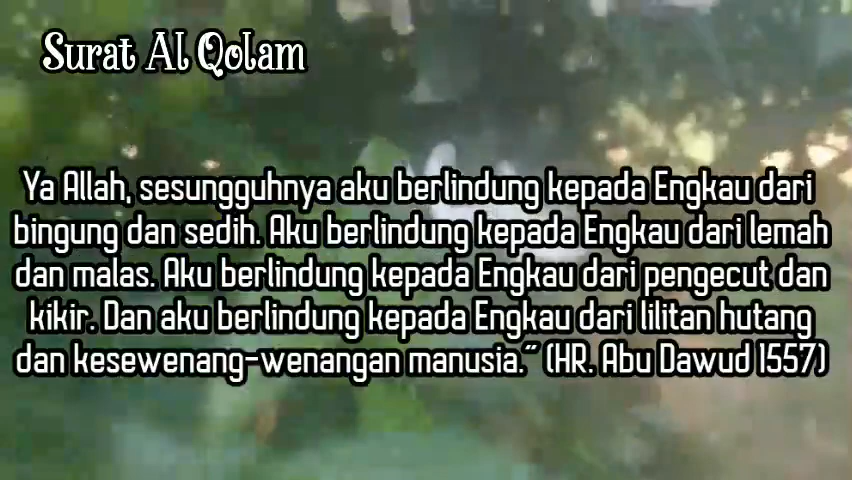 Surat Al Qolam
Ya Allah, sesungguhnya aku berlindung kepada Engkau dari
bingung dan sedih. Aku berlindung kepada Engkau dari lemah
dan malas. Aku berlindung kepada Engkau dari pengecut dan
kikir. Dan aku berlindung kepada Engkau dari lilitan hutang
dan kesewenang-wenangan manusia.” (HR. Abu Dawud 1557)